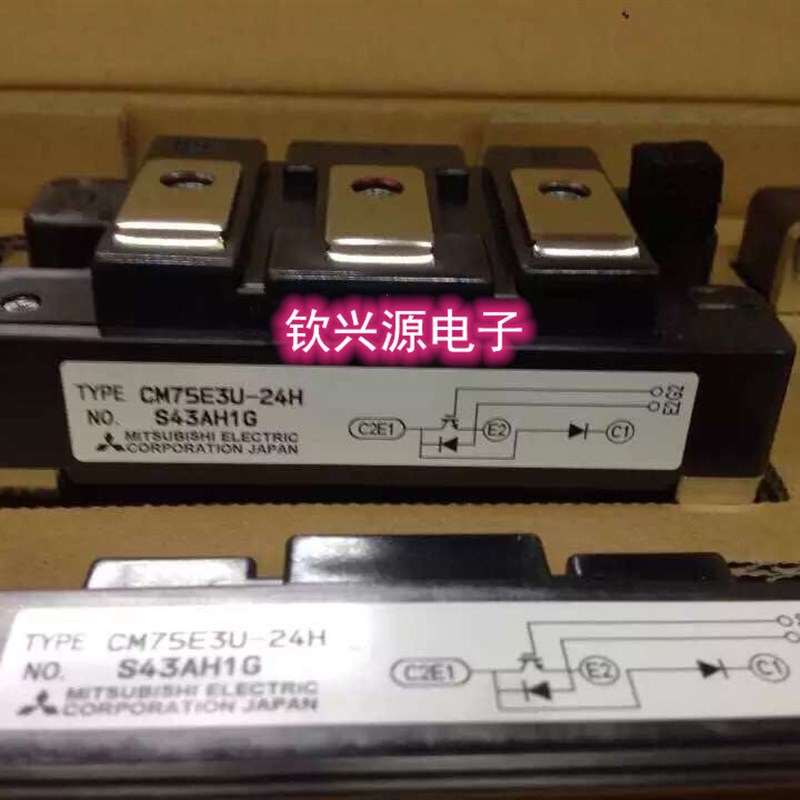 钦兴源电子
TYPE CM75E3U-24H
NO. S43AH1G
MITSUBISHI ELECTRIC
CORPORATION JAPAN
C2E1
E2
C1
E2G2
TYPE CM75E3U-24H
NO. S43AH1G
MITSUBISHI ELECTRIC
CORPORATION JAPAN
C2E1
E2
C1